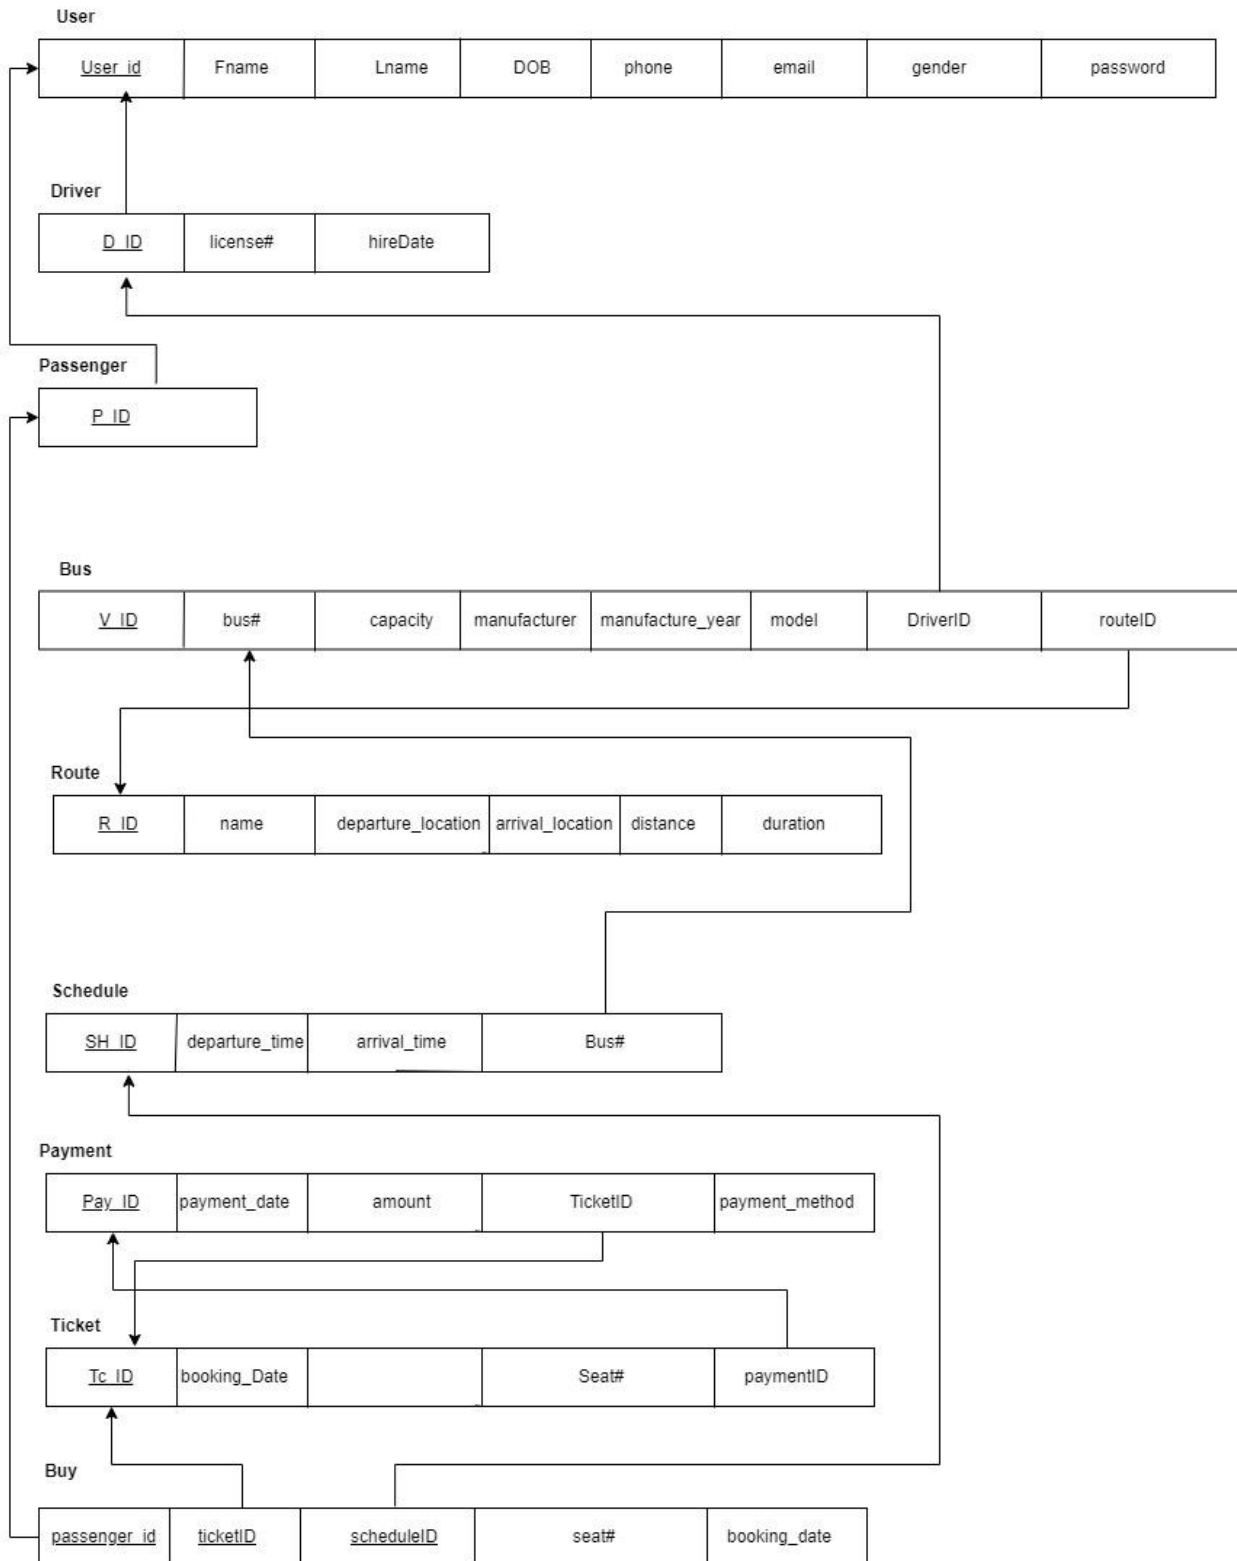 User
User_id Fname Lname DOB phone email gender password
Driver
D_ID license# hireDate
Passenger
P_ID
Bus
V_ID bus# capacity manufacturer manufacture_year model DriverID routeID
Route
R_ID name departure_location arrival_location distance duration
Schedule
SH_ID departure_time arrival_time Bus#
Payment
Pay_ID payment_date amount TicketID payment_method
Ticket
Tc_ID booking_Date Seat# paymentID
Buy
passenger_id ticketID scheduleID seat# booking_date